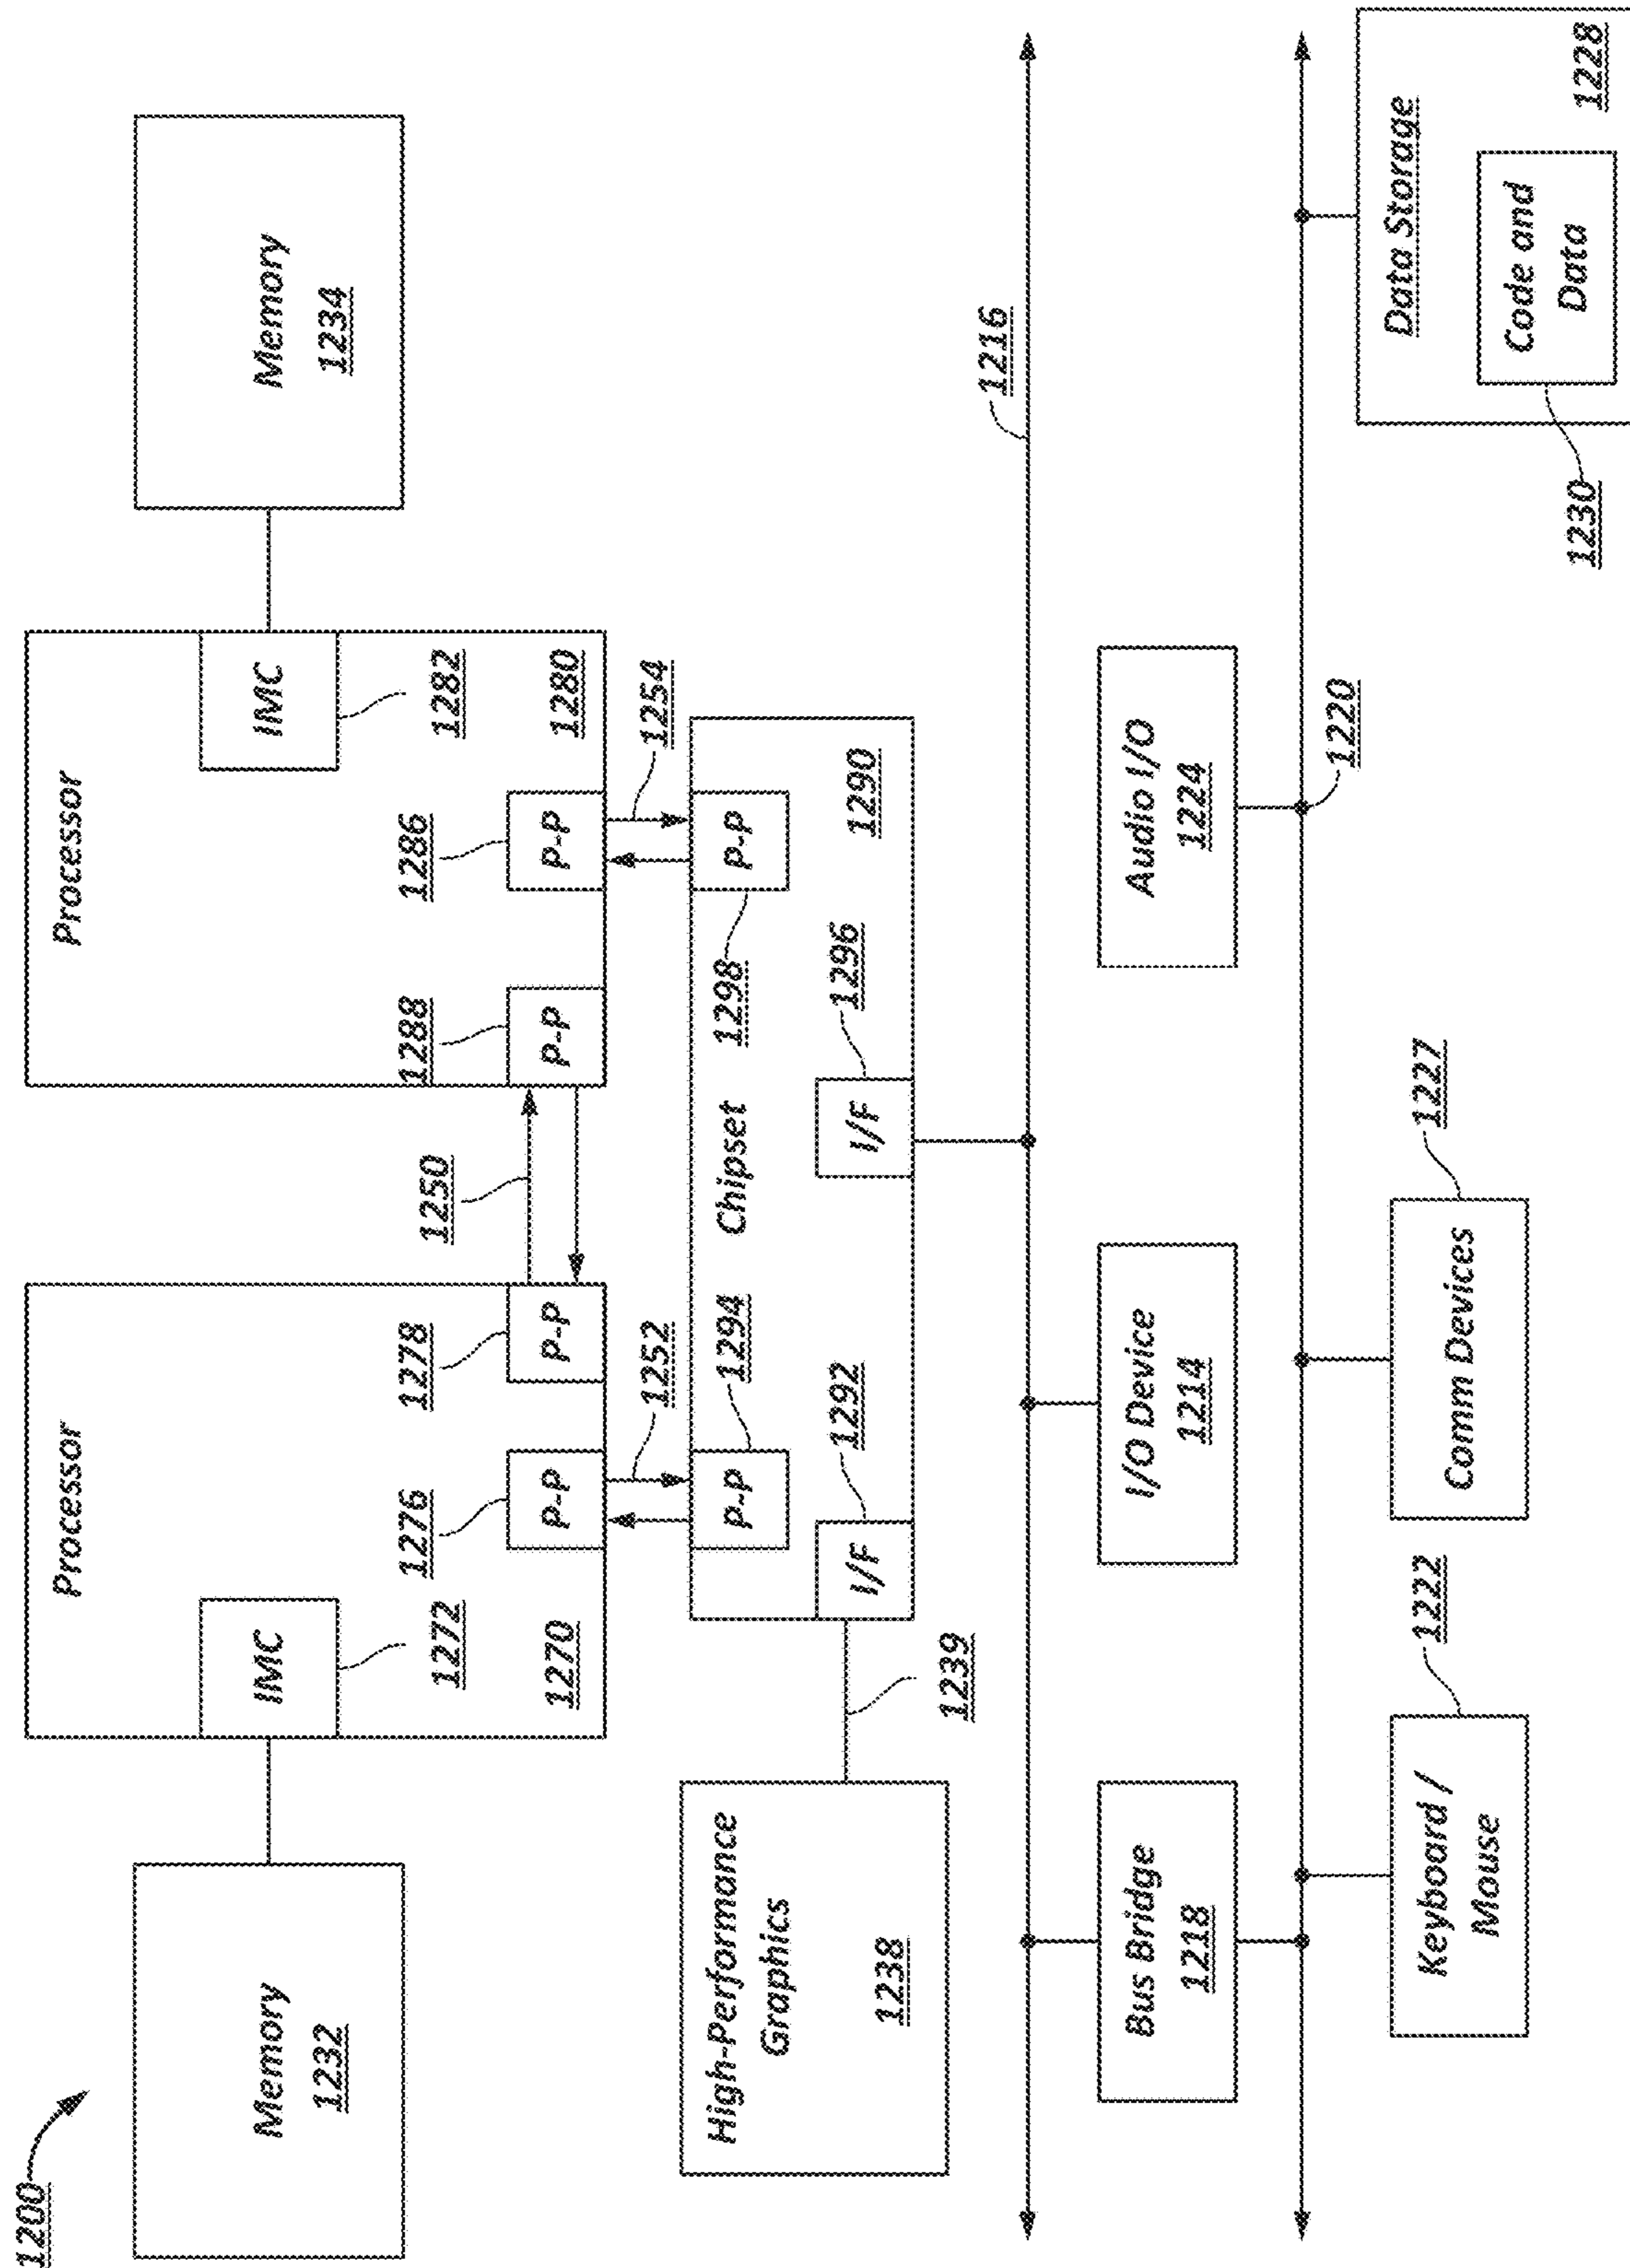 1200
Memory
1232
Processor
IMC
1272
1270
1276
P-P
1278
P-P
1250
Processor
1288
P-P
1286
P-P
IMC
1282
1280
Memory
1234
1252
1254
High-Performance
Graphics
1238
1239
P-P
1294
Chipset
1298
P-P
1290
I/F
1292
I/F
1296
1216
Bus Bridge
1218
I/O Device
1214
Audio I/O
1224
1220
Keyboard /
Mouse
1222
Comm Devices
1227
Data Storage
Code and
Data
1230
1228